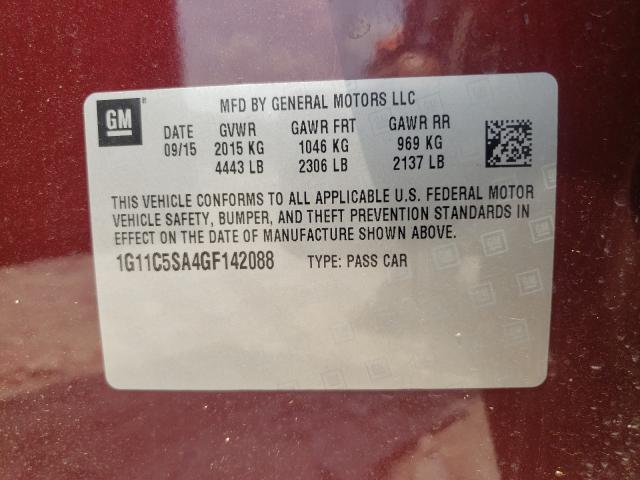 GM
MFD BY GENERAL MOTORS LLC
DATE GVWR GAWR FRT GAWR RR
09/15 2015 KG 1046 KG 969 KG
4443 LB 2306 LB 2137 LB
THIS VEHICLE CONFORMS TO ALL APPLICABLE U.S. FEDERAL MOTOR
VEHICLE SAFETY, BUMPER, AND THEFT PREVENTION STANDARDS IN
EFFECT ON THE DATE OF MANUFACTURE SHOWN ABOVE.
1G11C5SA4GF142088 TYPE: PASS CAR